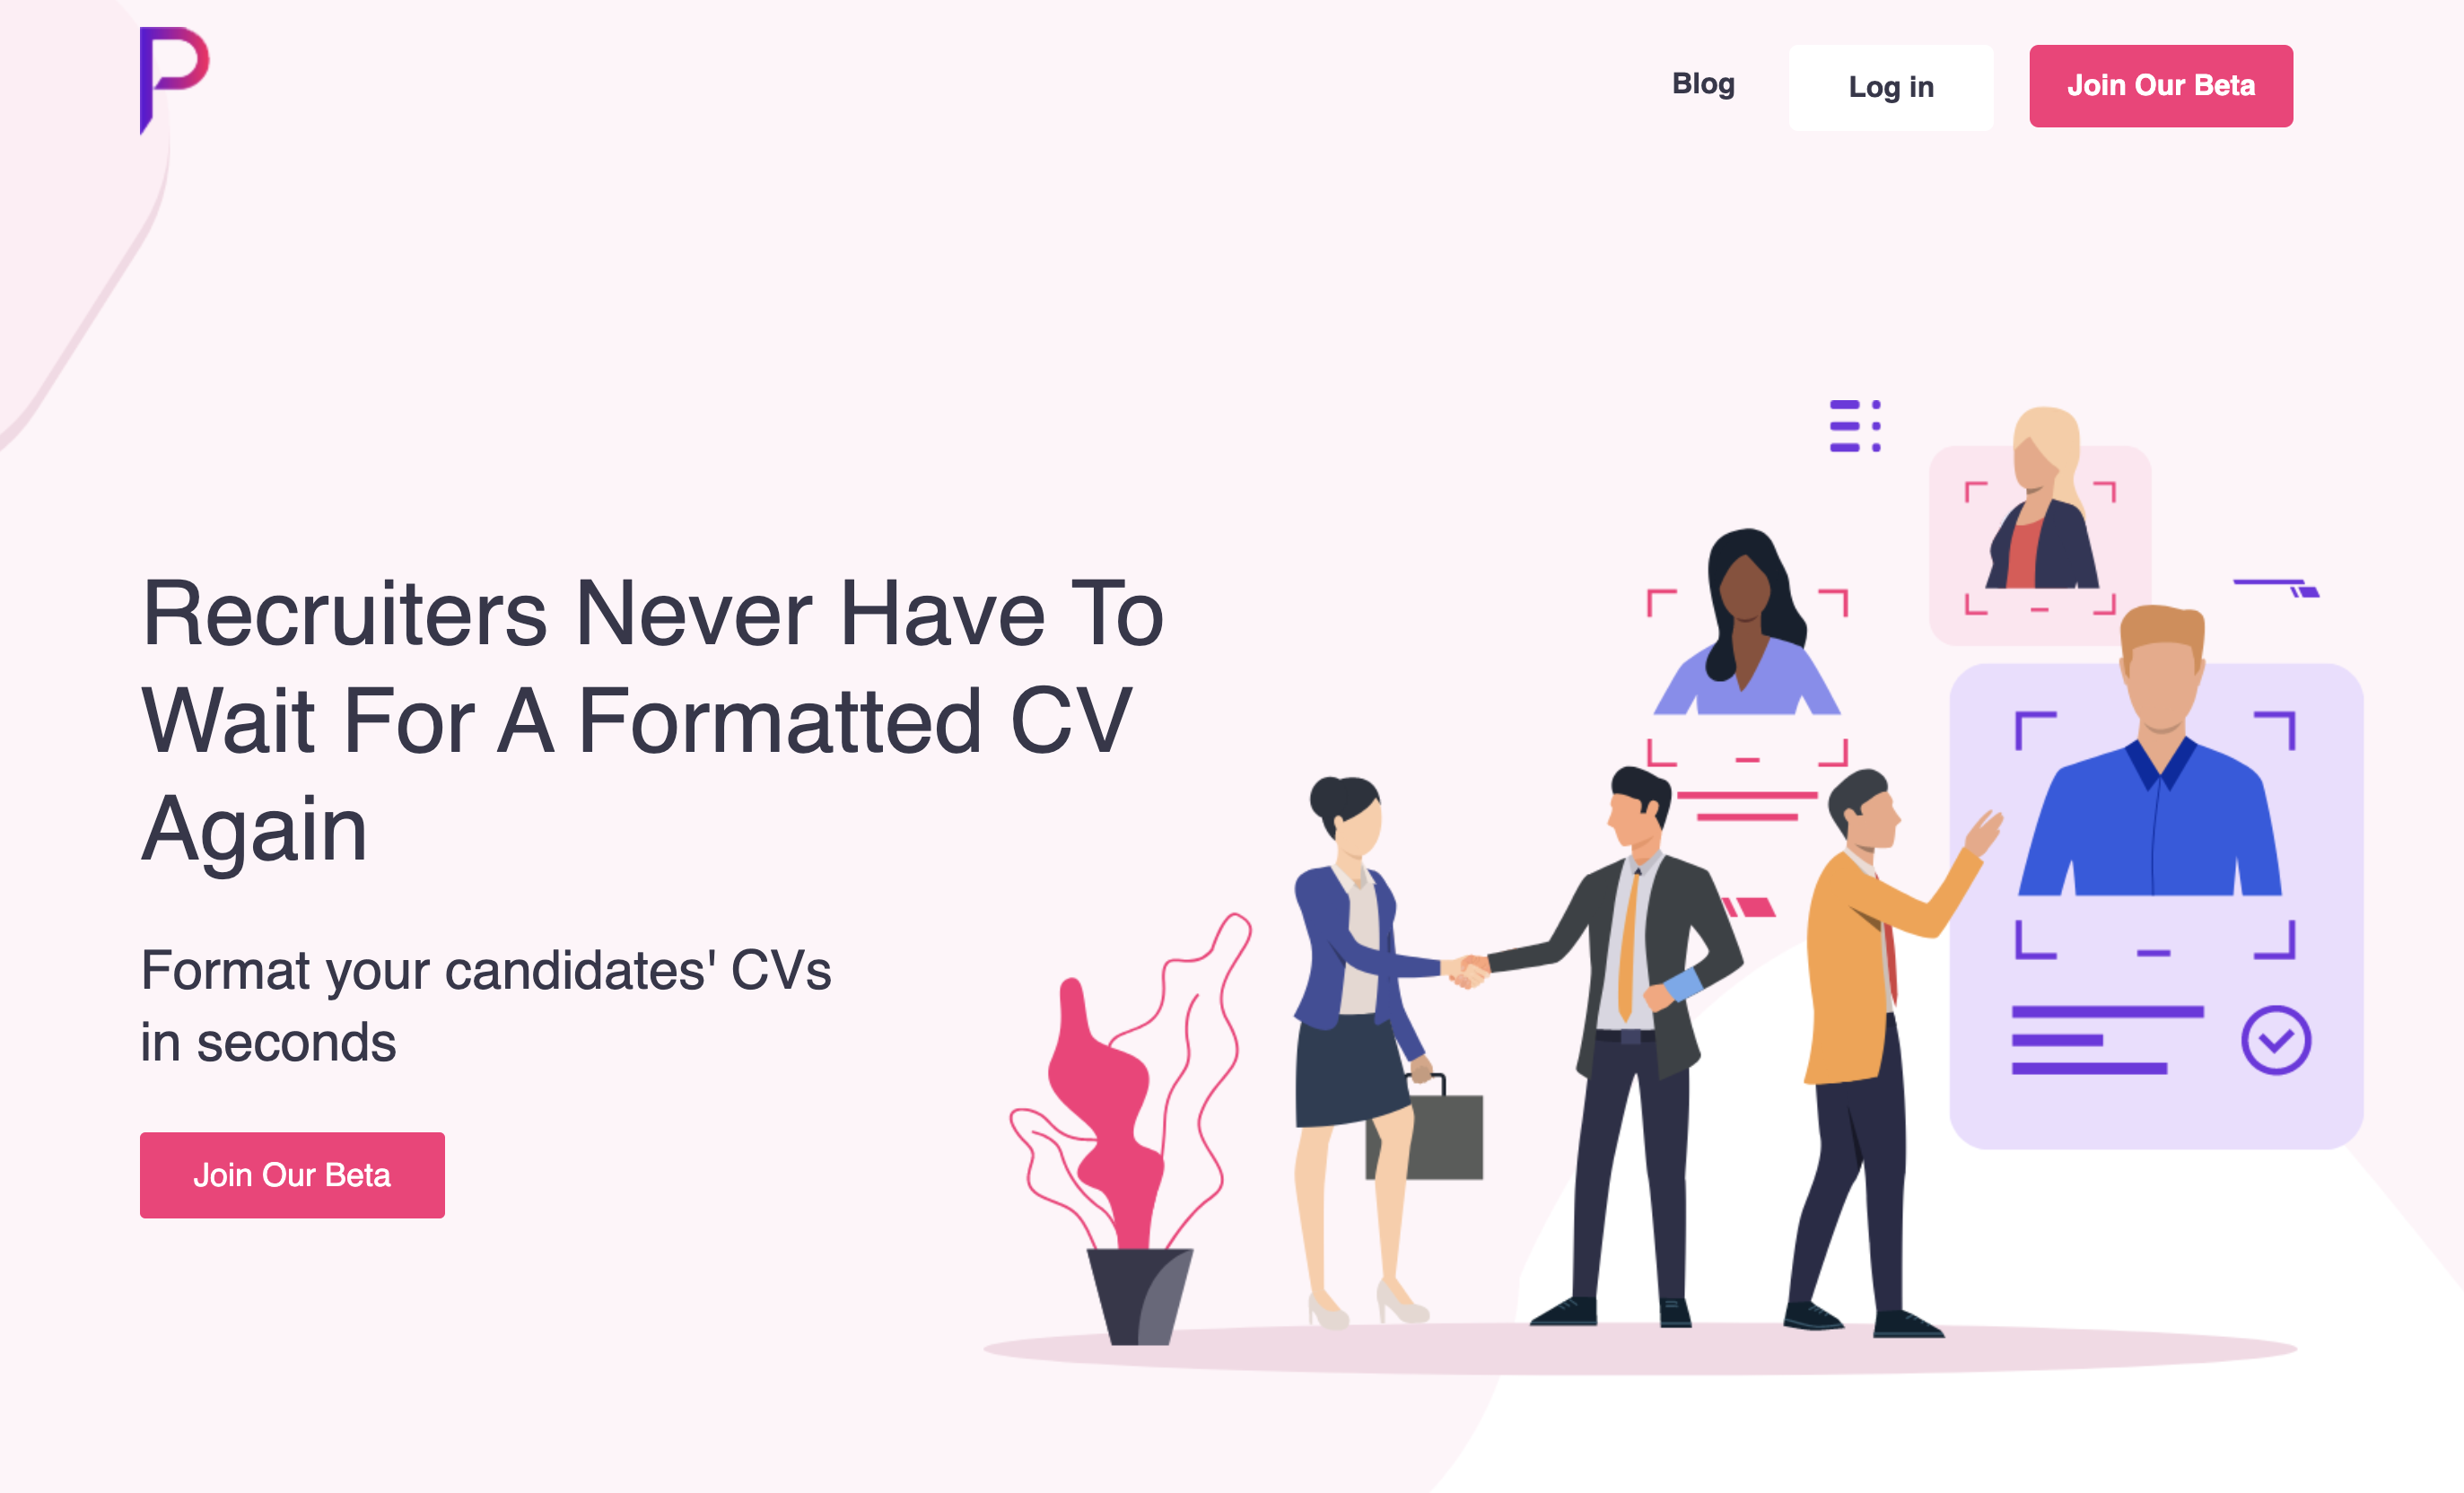 Blog
Log in
Join Our Beta
Recruiters Never Have To
Wait For A Formatted CV
Again
Format your candidates' CVs
in seconds
Join Our Beta